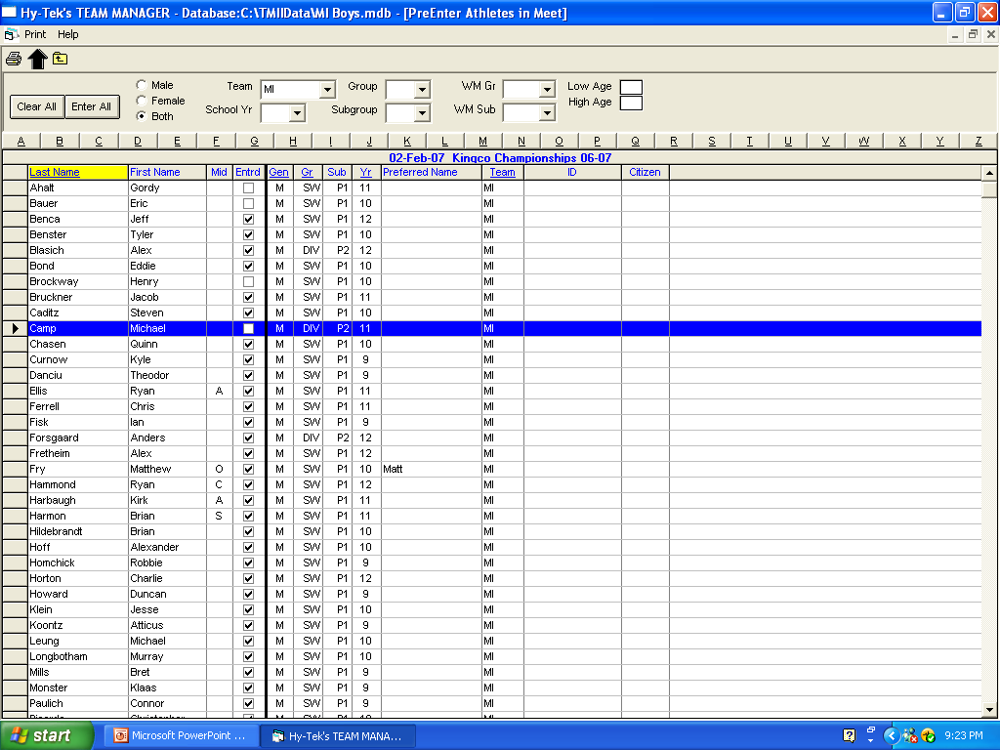 Hy-Tek's TEAM MANAGER - Database:C:\TMIIData\MI Boys.mdb - [PreEnter Athletes in Meet]
Print Help
Male Team MI Group WM Gr Low Age
Clear All Enter All Female School Yr Subgroup WM Sub High Age
Both
A B C D E F G H I J K L M N O P Q R S T U V W X Y Z
02-Feb-07 Kingco Championships 06-07
Last Name First Name Mid Entrd Gen Gr Sub Yr Preferred Name Team ID Citizen
Ahalt Gordy M SW P1 11 MI
Bauer Eric M SW P1 10 MI
Benca Jeff M SW P1 12 MI
Benster Tyler M SW P1 10 MI
Blasich Alex M DIV P2 12 MI
Bond Eddie M SW P1 10 MI
Brockway Henry M SW P1 10 MI
Bruckner Jacob M SW P1 11 MI
Caditz Steven M SW P1 10 MI
Camp Michael M DIV P2 11 MI
Chasen Quinn M SW P1 10 MI
Curnow Kyle M SW P1 9 MI
Danciu Theodor M SW P1 9 MI
Ellis Ryan A M SW P1 11 MI
Ferrell Chris M SW P1 11 MI
Fisk Ian M SW P1 9 MI
Forsgaard Anders M DIV P2 12 MI
Fretheim Alex M SW P1 12 MI
Fry Matthew O M SW P1 10 Matt MI
Hammond Ryan C M SW P1 12 MI
Harbaugh Kirk A M SW P1 11 MI
Harmon Brian S M SW P1 11 MI
Hildebrandt Brian M SW P1 10 MI
Hoff Alexander M SW P1 10 MI
Homchick Robbie M SW P1 9 MI
Horton Charlie M SW P1 12 MI
Howard Duncan M SW P1 9 MI
Klein Jesse M SW P1 10 MI
Koontz Atticus M SW P1 9 MI
Leung Michael M SW P1 10 MI
Longbotham Murray M SW P1 10 MI
Mills Bret M SW P1 9 MI
Monster Klaas M SW P1 9 MI
Paulich Connor M SW P1 9 MI
start Microsoft PowerPoint ... Hy-Tek's TEAM MANA... 9:23 PM